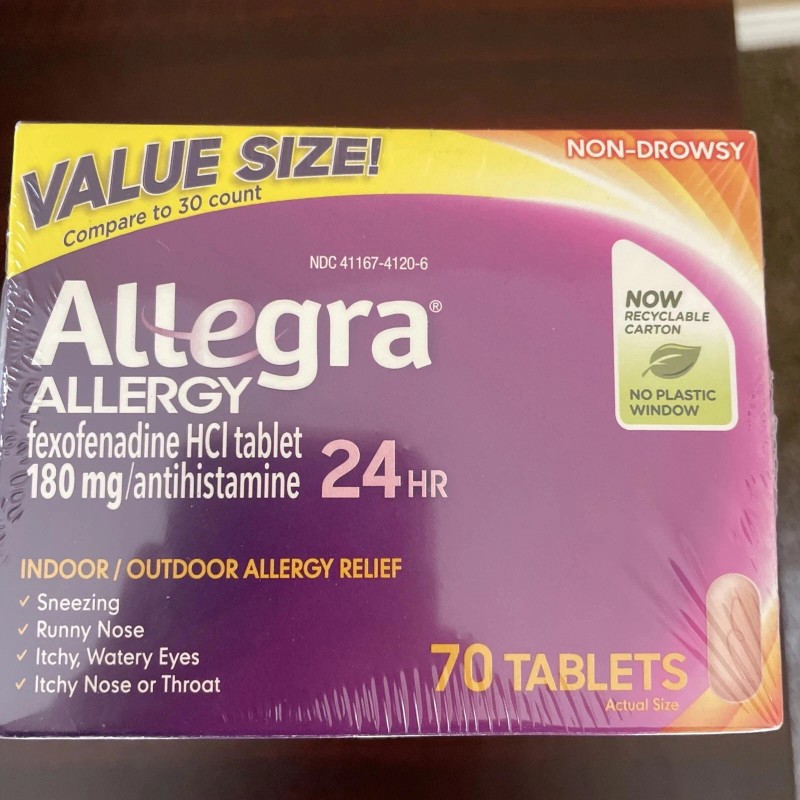 VALUE SIZE!
Compare to 30 count
NON-DROWSY
NDC 41167-4120-6
Allegra®
ALLERGY
fexofenadine HCl tablet
180 mg/antihistamine
24 HR
NOW
RECYCLABLE
CARTON
NO PLASTIC
WINDOW
INDOOR / OUTDOOR ALLERGY RELIEF
✓ Sneezing
✓ Runny Nose
✓ Itchy, Watery Eyes
✓ Itchy Nose or Throat
70 TABLETS
Actual Size